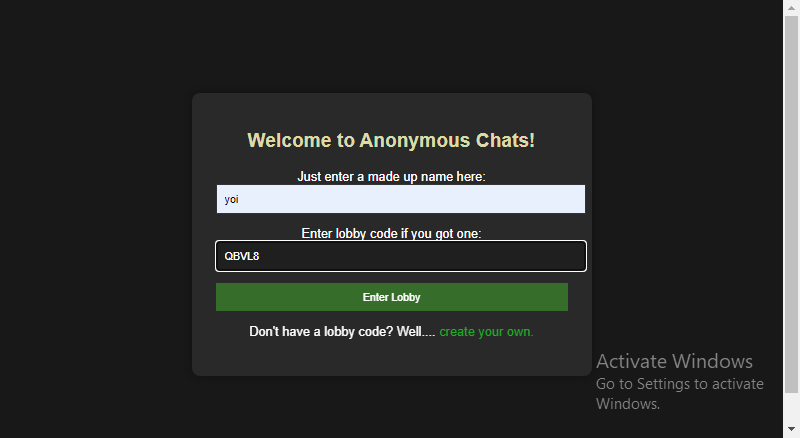 Welcome to Anonymous Chats!
Just enter a made up name here:
yoi
Enter lobby code if you got one:
QBVL8
Enter Lobby
Don't have a lobby code? Well.... create your own.
Activate Windows
Go to Settings to activate
Windows.